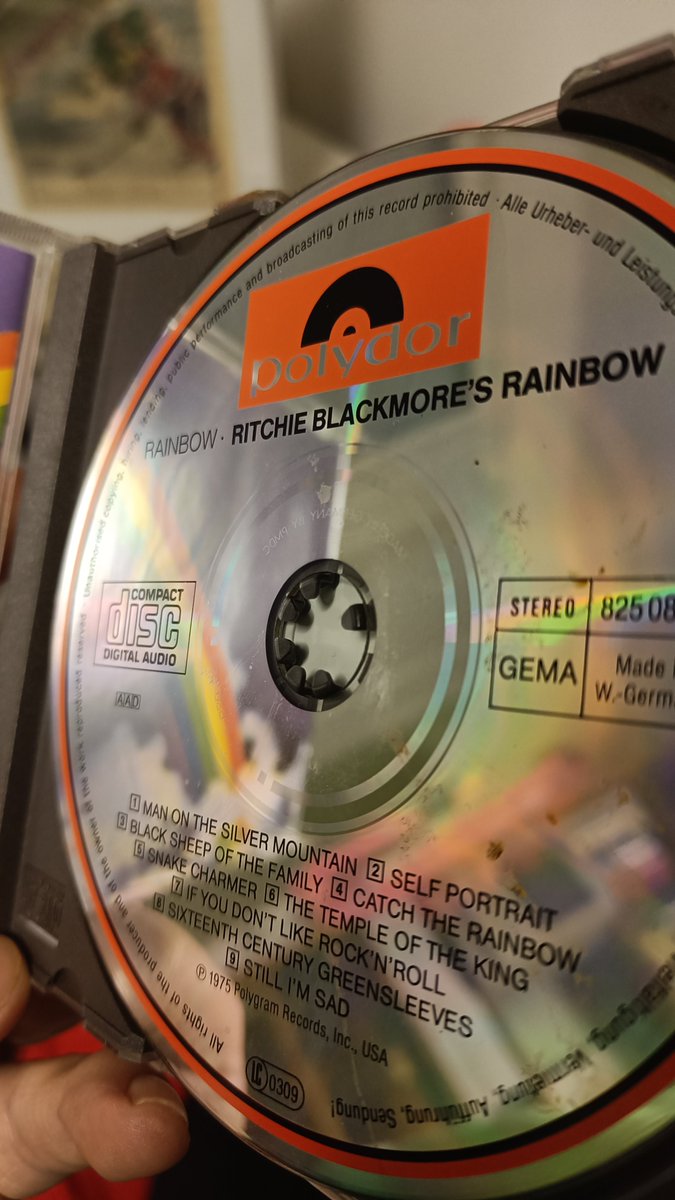 Unauthorised copying, hiring, lending, public performance and broadcasting of this record prohibited · Alle Urheber- und Leistungs
polydor
RAINBOW · RITCHIE BLACKMORE'S RAINBOW
COMPACT
disc
DIGITAL AUDIO
AAD
STEREO 825 08
GEMA Made
W.-Germ
1 MAN ON THE SILVER MOUNTAIN 2 SELF PORTRAIT
3 BLACK SHEEP OF THE FAMILY 4 CATCH THE RAINBOW
5 SNAKE CHARMER 6 THE TEMPLE OF THE KING
7 IF YOU DON'T LIKE ROCK'N'ROLL
8 SIXTEENTH CENTURY GREENSLEEVES
9 STILL I'M SAD
Ⓟ 1975 Polygram Records, Inc., USA
LC 0309
All rights of the producer and of the owner of the work reproduced reserved.
Vermietung, Aufführung, Sendung!